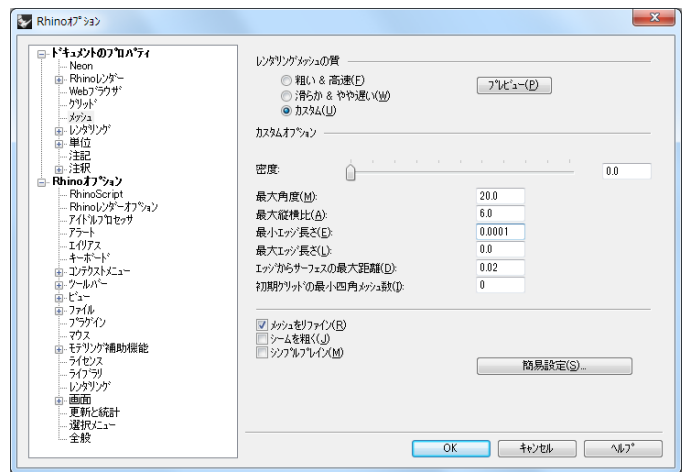 Rhinoオプション
ドキュメントのプロパティ
Neon
Rhinoレンダー
Webブラウザ
グリッド
メッシュ
レンダリング
単位
注記
注釈
Rhinoオプション
RhinoScript
Rhinoレンダーオプション
アイドルプロセッサ
アラート
エイリアス
キーボード
コンテクストメニュー
ツールバー
ビュー
ファイル
プラグイン
マウス
モデリング補助機能
ライセンス
ライブラリ
レンダリング
画面
更新と統計
選択メニュー
全般
レンダリングメッシュの質
粗い & 高速(F)
滑らか & やや遅い(W)
カスタム(U)
プレビュー(P)
カスタムオプション
密度:
0.0
最大角度(M):
20.0
最大縦横比(A):
6.0
最小エッジ長さ(E):
0.0001
最大エッジ長さ(L):
0.0
エッジからサーフェスの最大距離(D):
0.02
初期グリッドの最小四角メッシュ数(I):
0
メッシュをリファイン(R)
シームを粗く(J)
シンプルプレイン(M)
簡易設定(S)...
OK
キャンセル
ヘルプ